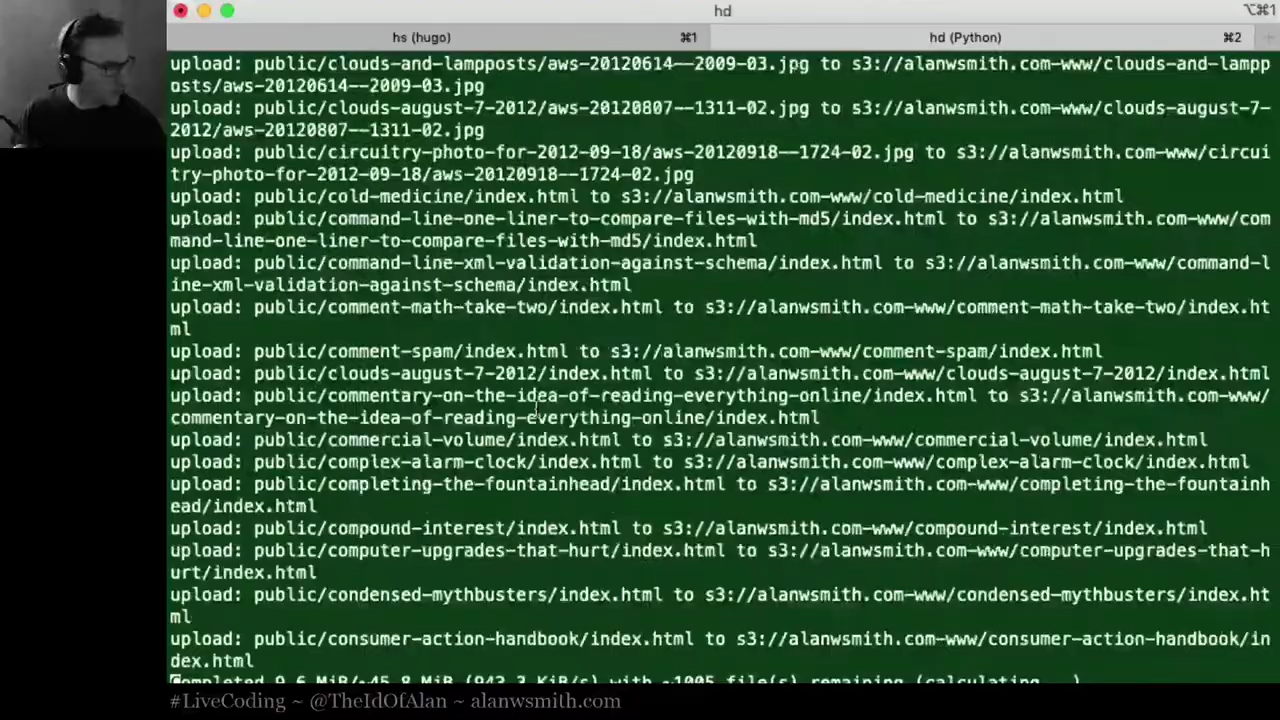 hd
⌥⌘1
hs (hugo) ⌘1 hd (Python) ⌘2
upload: public/clouds-and-lampposts/aws-20120614--2009-03.jpg to s3://alanwsmith.com-www/clouds-and-lampp
osts/aws-20120614--2009-03.jpg
upload: public/clouds-august-7-2012/aws-20120807--1311-02.jpg to s3://alanwsmith.com-www/clouds-august-7-
2012/aws-20120807--1311-02.jpg
upload: public/circuitry-photo-for-2012-09-18/aws-20120918--1724-02.jpg to s3://alanwsmith.com-www/circui
try-photo-for-2012-09-18/aws-20120918--1724-02.jpg
upload: public/cold-medicine/index.html to s3://alanwsmith.com-www/cold-medicine/index.html
upload: public/command-line-one-liner-to-compare-files-with-md5/index.html to s3://alanwsmith.com-www/com
mand-line-one-liner-to-compare-files-with-md5/index.html
upload: public/command-line-xml-validation-against-schema/index.html to s3://alanwsmith.com-www/command-l
ine-xml-validation-against-schema/index.html
upload: public/comment-math-take-two/index.html to s3://alanwsmith.com-www/comment-math-take-two/index.ht
ml
upload: public/comment-spam/index.html to s3://alanwsmith.com-www/comment-spam/index.html
upload: public/clouds-august-7-2012/index.html to s3://alanwsmith.com-www/clouds-august-7-2012/index.html
upload: public/commentary-on-the-idea-of-reading-everything-online/index.html to s3://alanwsmith.com-www/
commentary-on-the-idea-of-reading-everything-online/index.html
upload: public/commercial-volume/index.html to s3://alanwsmith.com-www/commercial-volume/index.html
upload: public/complex-alarm-clock/index.html to s3://alanwsmith.com-www/complex-alarm-clock/index.html
upload: public/completing-the-fountainhead/index.html to s3://alanwsmith.com-www/completing-the-fountainh
ead/index.html
upload: public/compound-interest/index.html to s3://alanwsmith.com-www/compound-interest/index.html
upload: public/computer-upgrades-that-hurt/index.html to s3://alanwsmith.com-www/computer-upgrades-that-h
urt/index.html
upload: public/condensed-mythbusters/index.html to s3://alanwsmith.com-www/condensed-mythbusters/index.ht
ml
upload: public/consumer-action-handbook/index.html to s3://alanwsmith.com-www/consumer-action-handbook/in
dex.html
Completed 9.6 MiB/~45.8 MiB (943.3 KiB/s) with ~1005 file(s) remaining (calculating...)
#LiveCoding ~ @TheIdOfAlan ~ alanwsmith.com